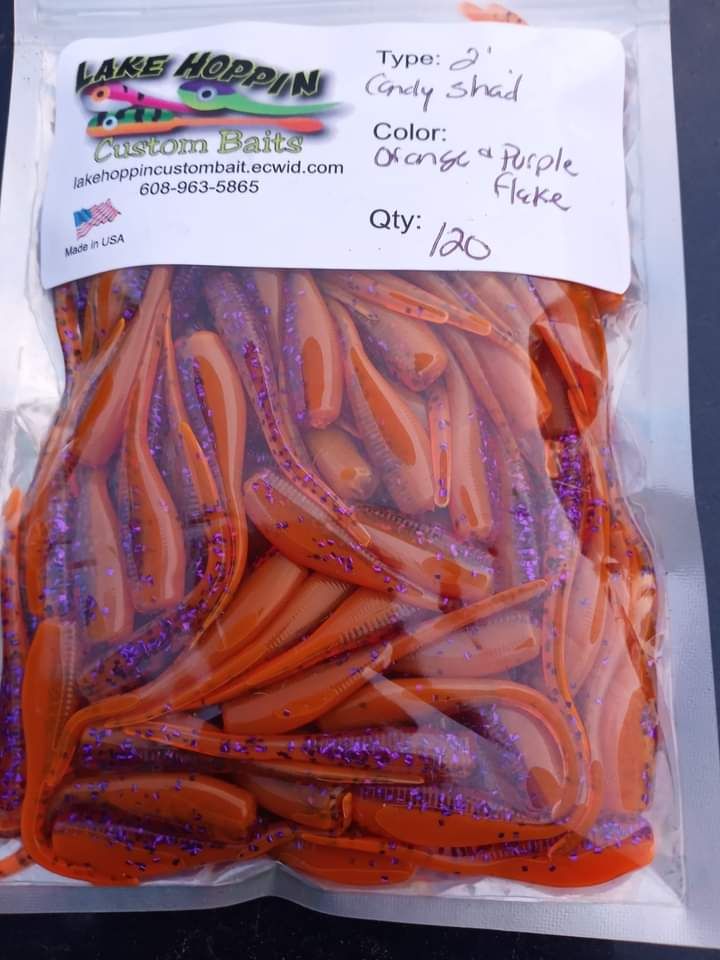 LAKE HOPPIN
Custom Baits
lakehoppincustombait.ecwid.com
608-963-5865
Made in USA
Type: 2'
Candy Shad
Color:
Orange & Purple
Flake
Qty: 120